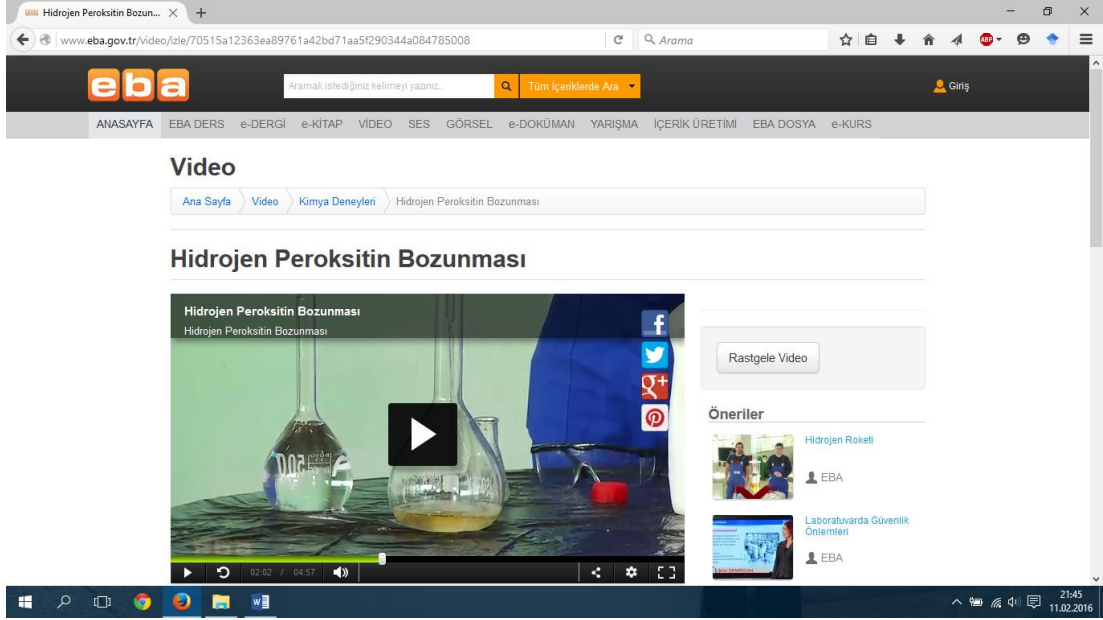 Hidrojen Peroksitin Bozun...
www.eba.gov.tr/video/izle/70515a12363ea89761a42bd71aa5f290344a084785008
Arama
ABP
eba
Aramak istediğiniz kelimeyi yazınız.
Tüm İçeriklerde Ara
Giriş
ANASAYFA EBA DERS e-DERGİ e-KİTAP VİDEO SES GÖRSEL e-DOKÜMAN YARIŞMA İÇERİK ÜRETİMİ EBA DOSYA e-KURS
Video
Ana Sayfa Video Kimya Deneyleri Hidrojen Peroksitin Bozunması
Hidrojen Peroksitin Bozunması
Hidrojen Peroksitin Bozunması
Hidrojen Peroksitin Bozunması
500
02:02 / 04:57
Rastgele Video
Öneriler
Hidrojen Roketi
EBA
Laboratuvarda Güvenlik
Önlemleri
EBA
21:45
11.02.2016